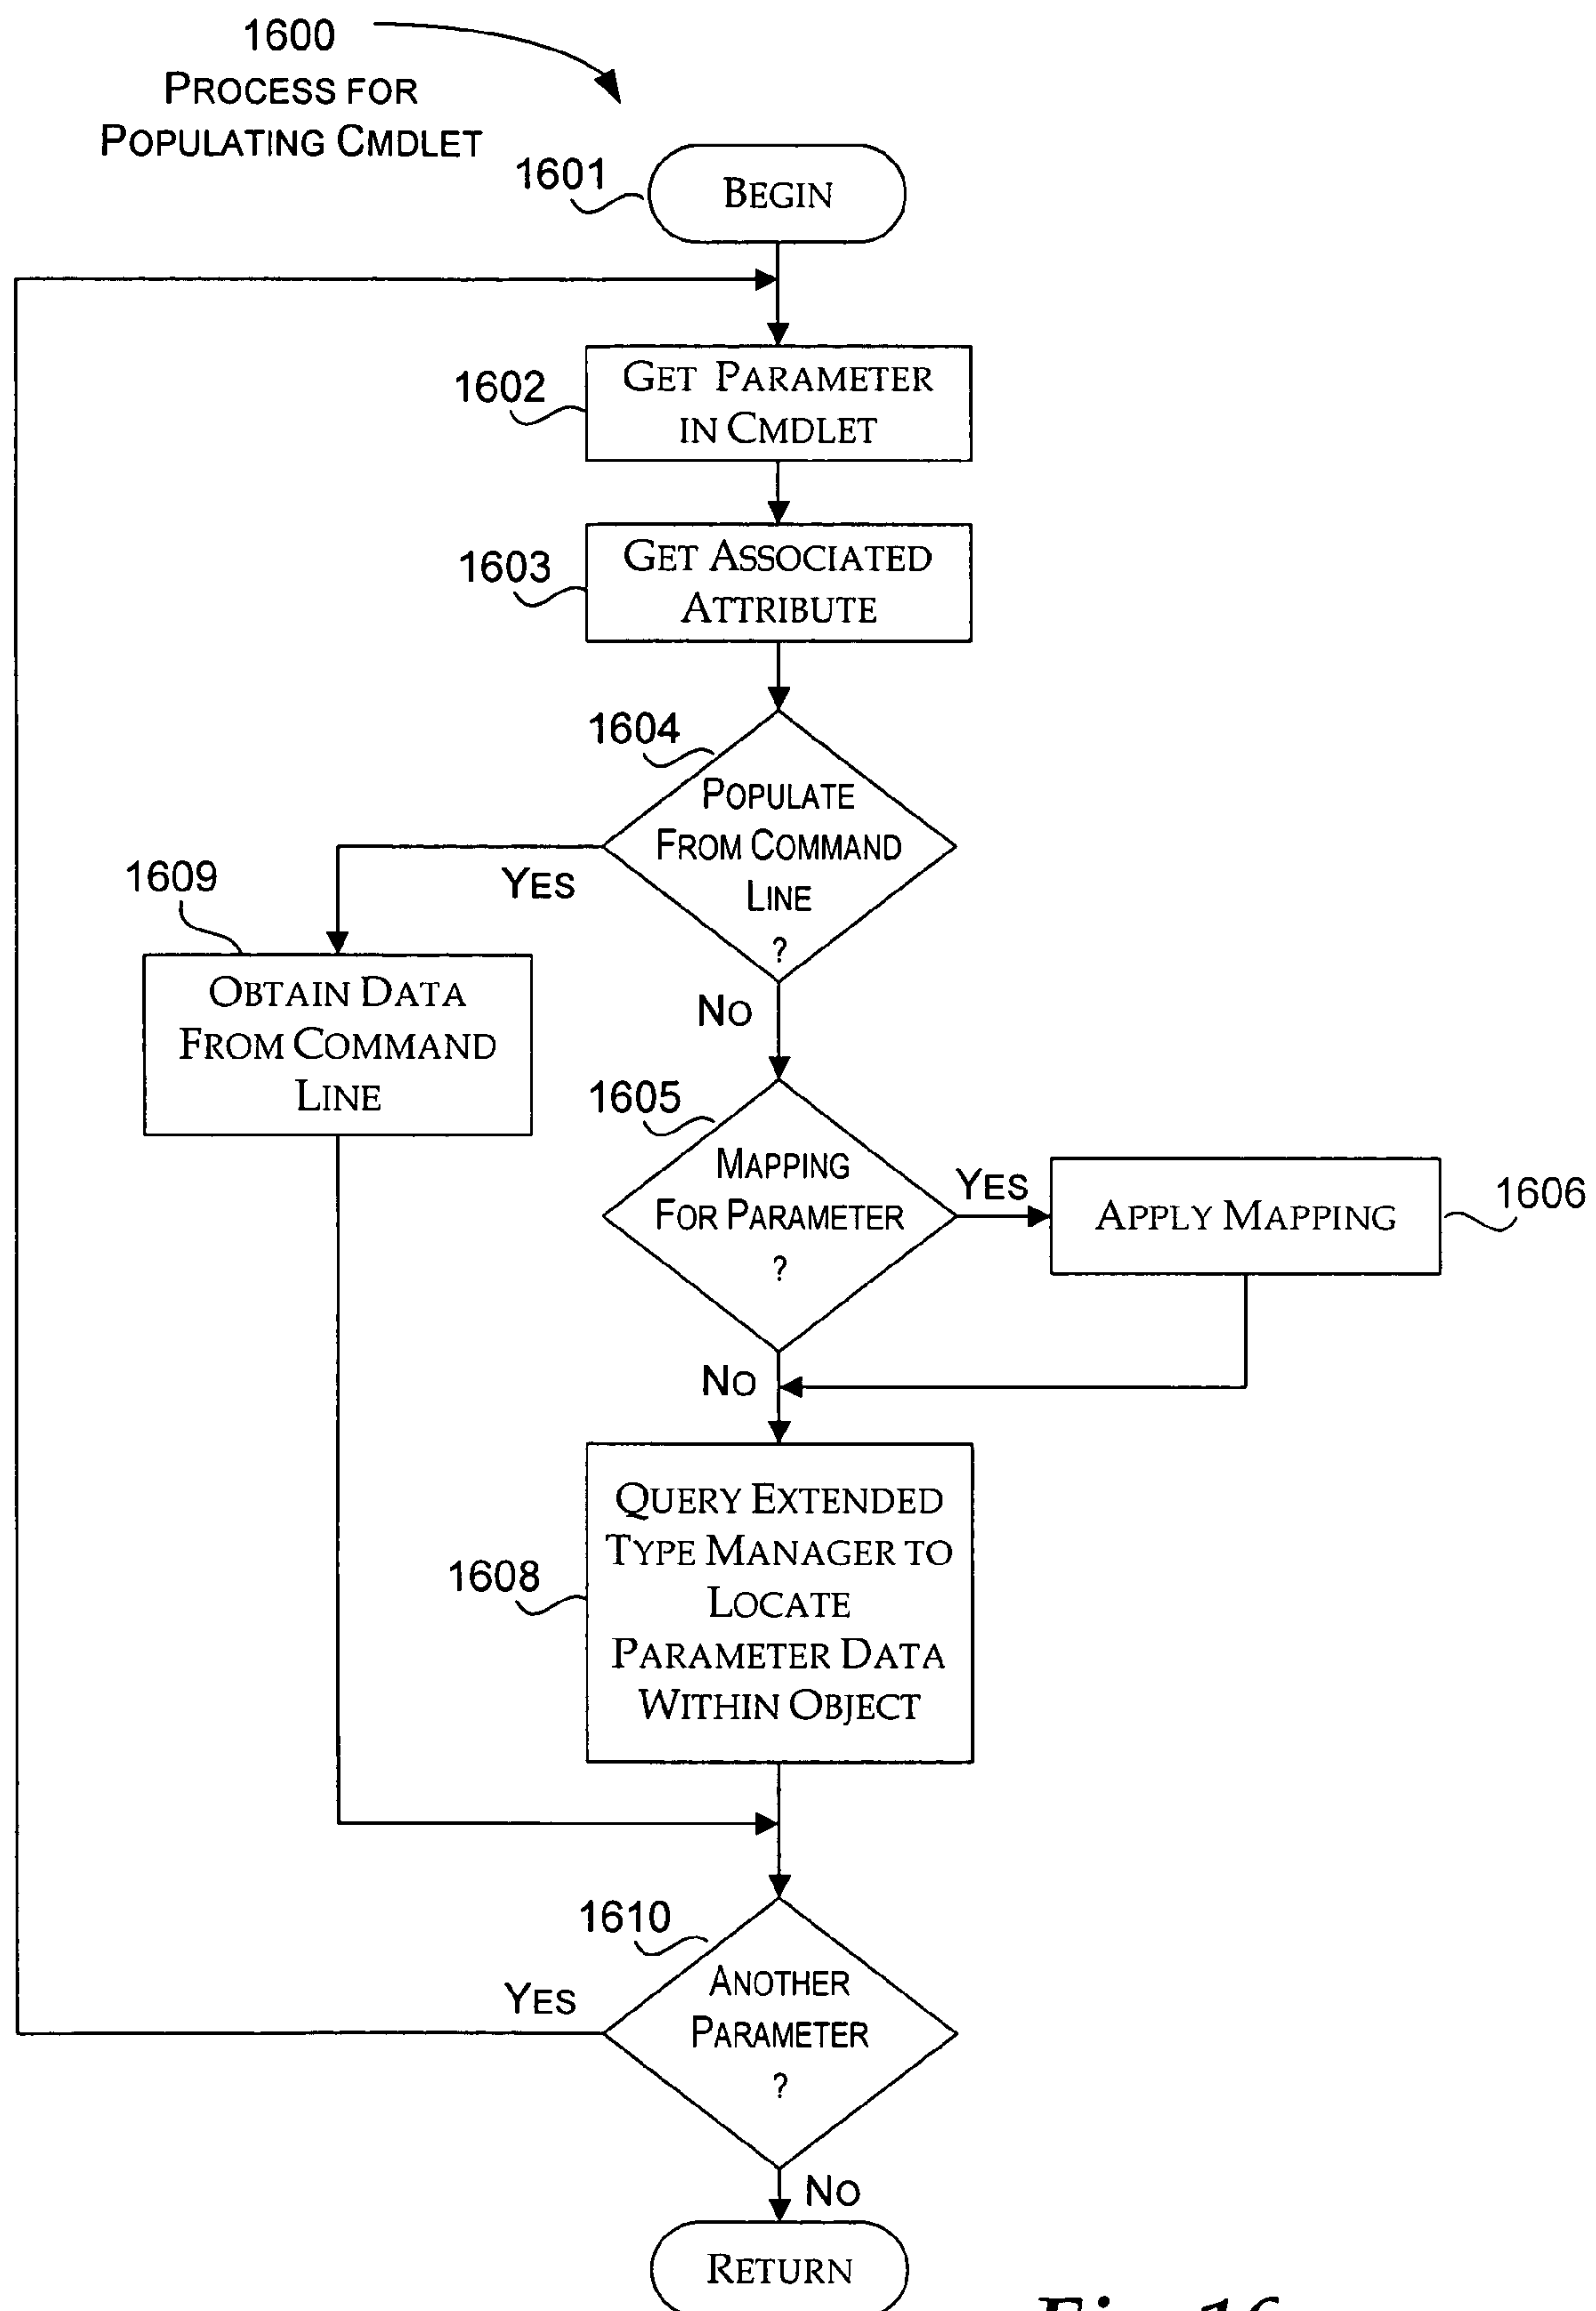 1600
PROCESS FOR
POPULATING CMDLET
1601
BEGIN
1602
GET PARAMETER
IN CMDLET
1603
GET ASSOCIATED
ATTRIBUTE
1604
POPULATE
FROM COMMAND
LINE
?
YES
1609
OBTAIN DATA
FROM COMMAND
LINE
NO
1605
MAPPING
FOR PARAMETER
?
YES
APPLY MAPPING
1606
NO
1608
QUERY EXTENDED
TYPE MANAGER TO
LOCATE
PARAMETER DATA
WITHIN OBJECT
1610
ANOTHER
PARAMETER
?
YES
NO
RETURN